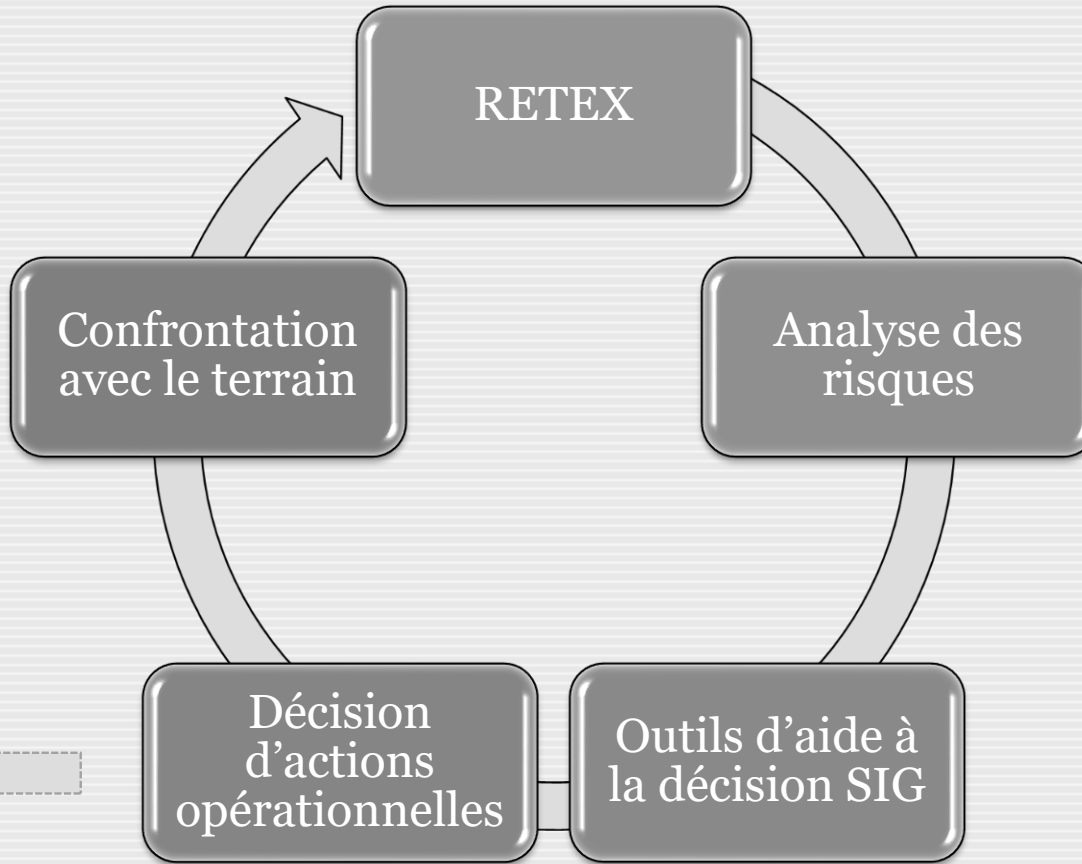 RETEX
Analyse des
risques
Outils d’aide à
la décision SIG
Décision
d’actions
opérationnelles
Confrontation
avec le terrain